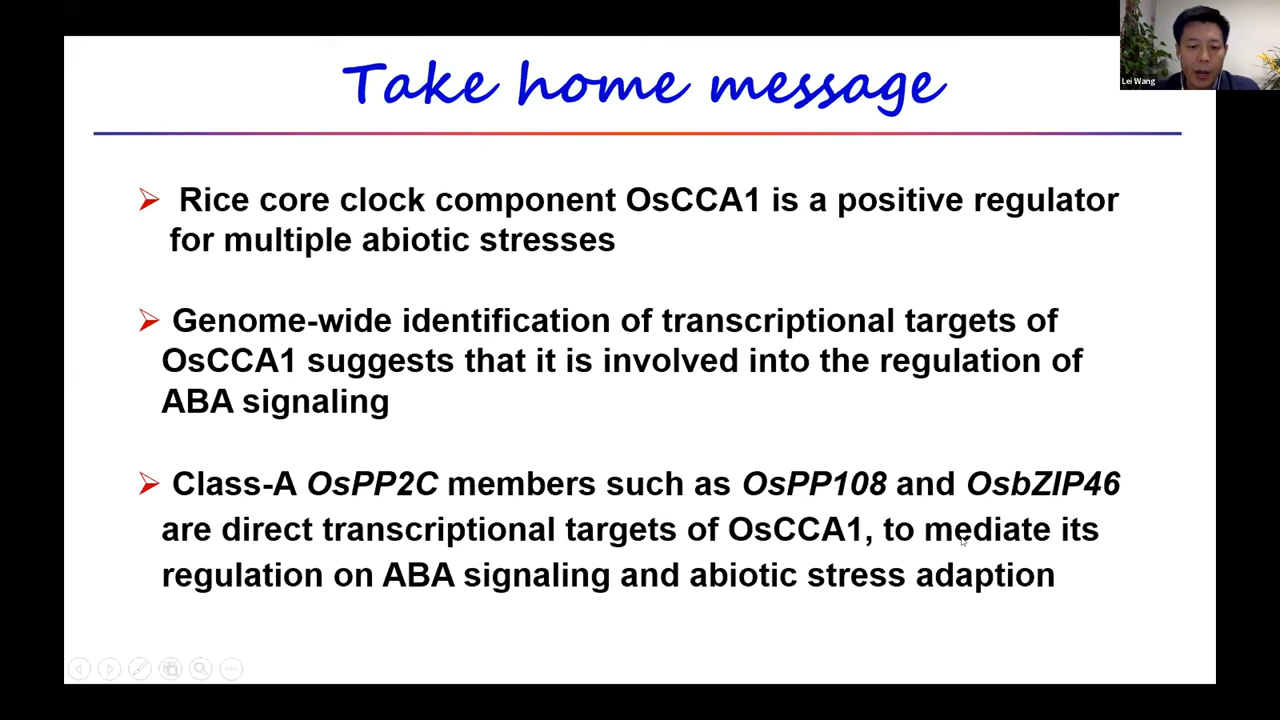 Take home message
Lei Wang
Rice core clock component OsCCA1 is a positive regulator
for multiple abiotic stresses
Genome-wide identification of transcriptional targets of
OsCCA1 suggests that it is involved into the regulation of
ABA signaling
Class-A OsPP2C members such as OsPP108 and OsbZIP46
are direct transcriptional targets of OsCCA1, to mediate its
regulation on ABA signaling and abiotic stress adaption